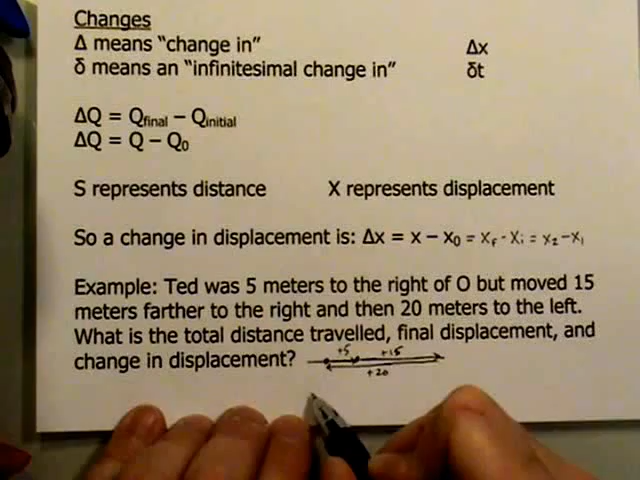 Changes
Δ means “change in” Δx
δ means an “infinitesimal change in” δt
ΔQ = Qfinal – Qinitial
ΔQ = Q – Q₀
S represents distance X represents displacement
So a change in displacement is: Δx = x – x₀ = x_f - x_i = x₂ - x₁
Example: Ted was 5 meters to the right of O but moved 15
meters farther to the right and then 20 meters to the left.
What is the total distance travelled, final displacement, and
change in displacement? +5 +15
+20